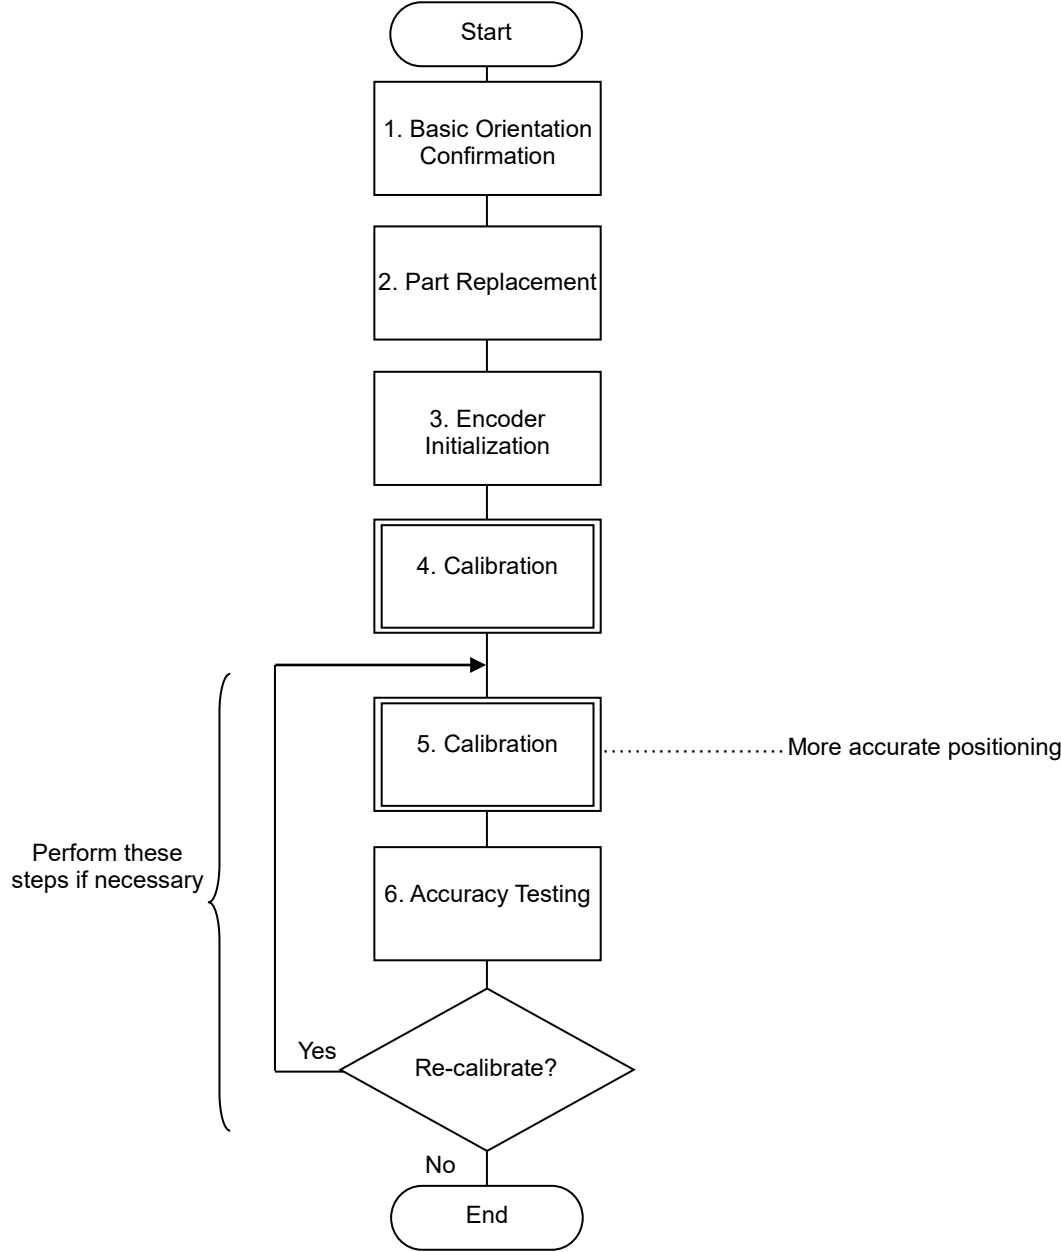 Start
1. Basic Orientation
Confirmation
2. Part Replacement
3. Encoder
Initialization
4. Calibration
5. Calibration
More accurate positioning
Perform these
steps if necessary
6. Accuracy Testing
Yes
Re-calibrate?
No
End